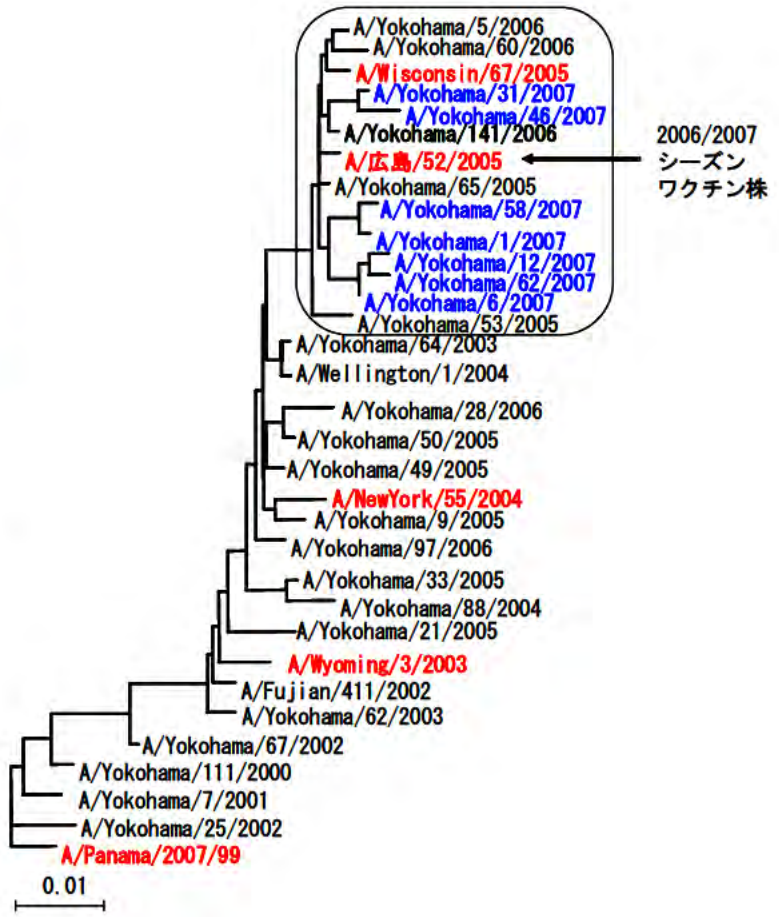 A/Yokohama/5/2006
A/Yokohama/60/2006
A/Wisconsin/67/2005
A/Yokohama/31/2007
A/Yokohama/46/2007
A/Yokohama/141/2006
A/広島/52/2005
A/Yokohama/65/2005
A/Yokohama/58/2007
A/Yokohama/1/2007
A/Yokohama/12/2007
A/Yokohama/62/2007
A/Yokohama/6/2007
A/Yokohama/53/2005
2006/2007
シーズン
ワクチン株
A/Yokohama/64/2003
A/Wellington/1/2004
A/Yokohama/28/2006
A/Yokohama/50/2005
A/Yokohama/49/2005
A/NewYork/55/2004
A/Yokohama/9/2005
A/Yokohama/97/2006
A/Yokohama/33/2005
A/Yokohama/88/2004
A/Yokohama/21/2005
A/Wyoming/3/2003
A/Fujian/411/2002
A/Yokohama/62/2003
A/Yokohama/67/2002
A/Yokohama/111/2000
A/Yokohama/7/2001
A/Yokohama/25/2002
A/Panama/2007/99
0.01